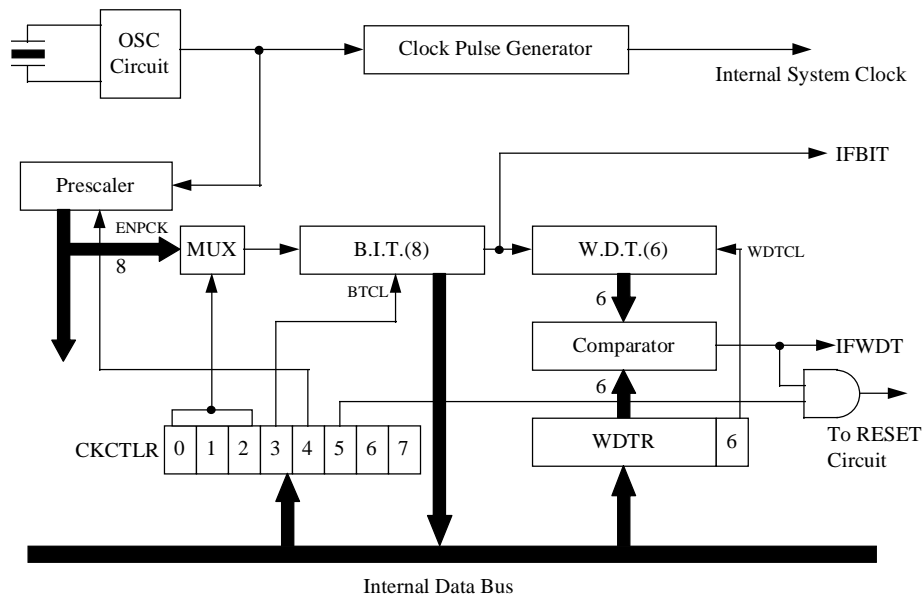 OSC
Circuit
Clock Pulse Generator
Internal System Clock
IFBIT
Prescaler
ENPCK
8
MUX
B.I.T.(8)
W.D.T.(6)
WDTCL
BTCL
6
Comparator
IFWDT
6
CKCTLR
0 1 2 3 4 5 6 7
WDTR
6
To RESET
Circuit
Internal Data Bus